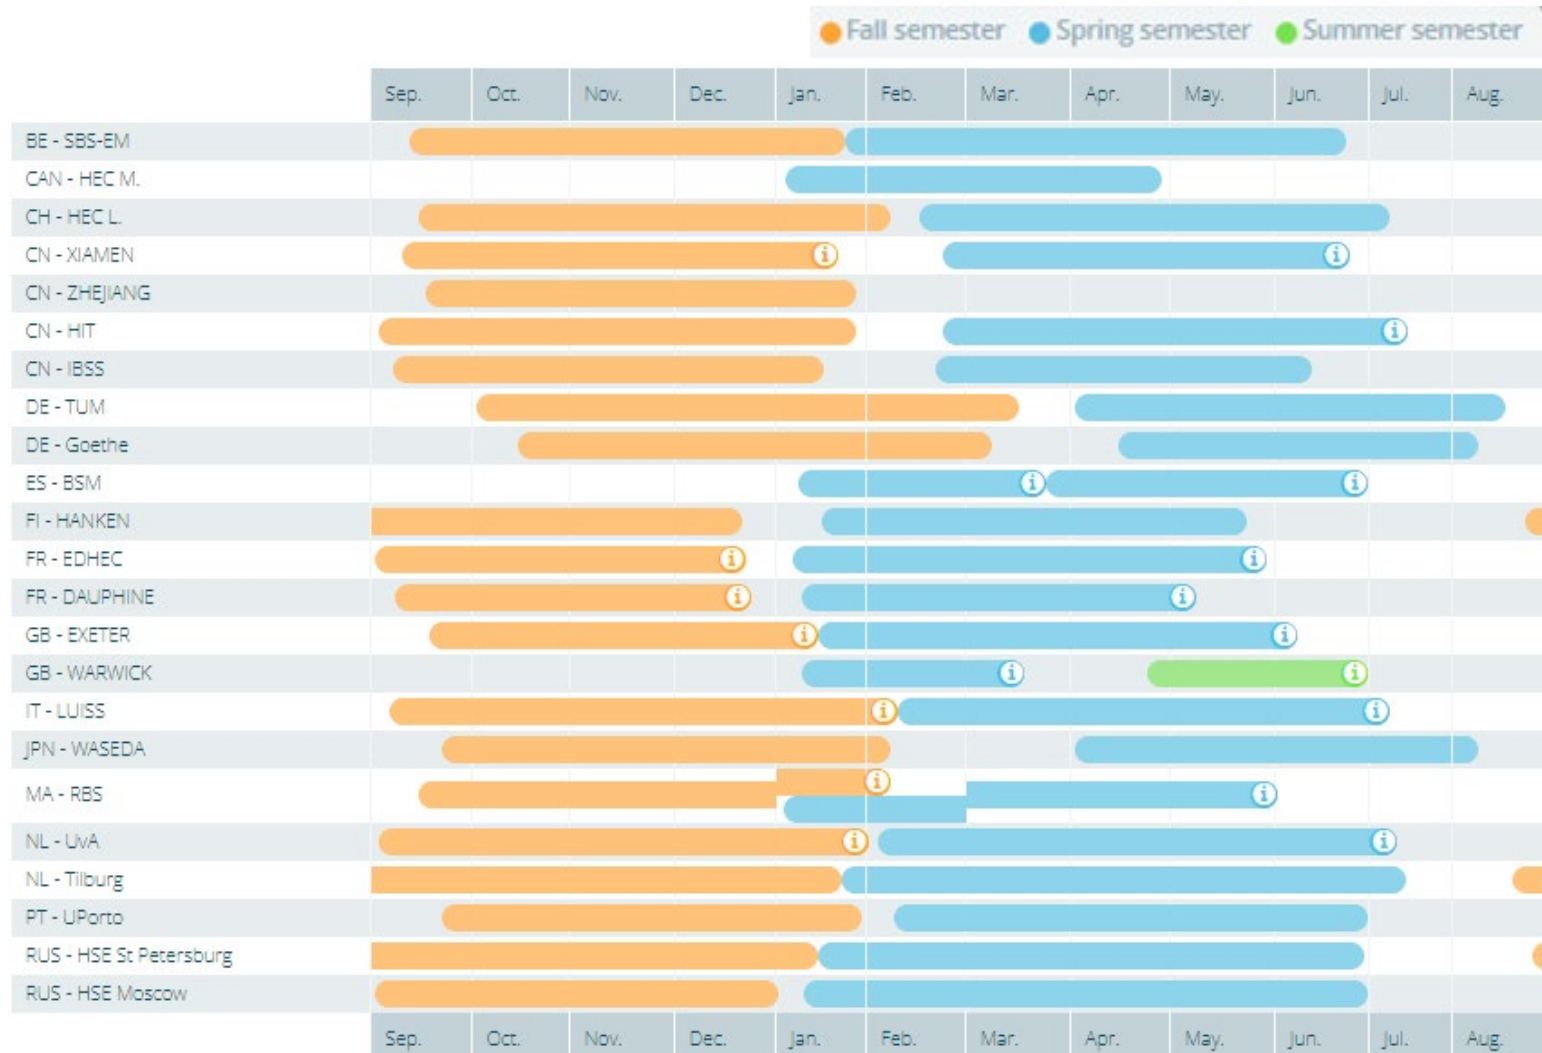 Fall semester Spring semester Summer semester
Sep. Oct. Nov. Dec. Jan. Feb. Mar. Apr. May. Jun. Jul. Aug.
BE - SBS-EM
CAN - HEC M.
CH - HEC L.
CN - XIAMEN i i
CN - ZHEJIANG
CN - HIT i
CN - IBSS
DE - TUM
DE - Goethe
ES - BSM i i
FI - HANKEN
FR - EDHEC i i
FR - DAUPHINE i i
GB - EXETER i i
GB - WARWICK i i
IT - LUISS i i
JPN - WASEDA
MA - RBS i i
NL - UvA i i
NL - Tilburg
PT - UPorto
RUS - HSE St Petersburg
RUS - HSE Moscow
Sep. Oct. Nov. Dec. Jan. Feb. Mar. Apr. May. Jun. Jul. Aug.